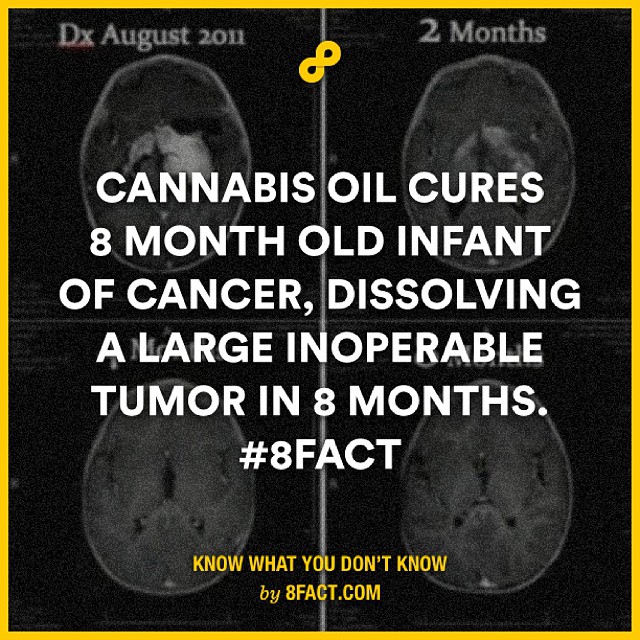 Dx August 2011
2 Months
CANNABIS OIL CURES
8 MONTH OLD INFANT
OF CANCER, DISSOLVING
A LARGE INOPERABLE
TUMOR IN 8 MONTHS.
#8FACT
KNOW WHAT YOU DON'T KNOW
by 8FACT.COM